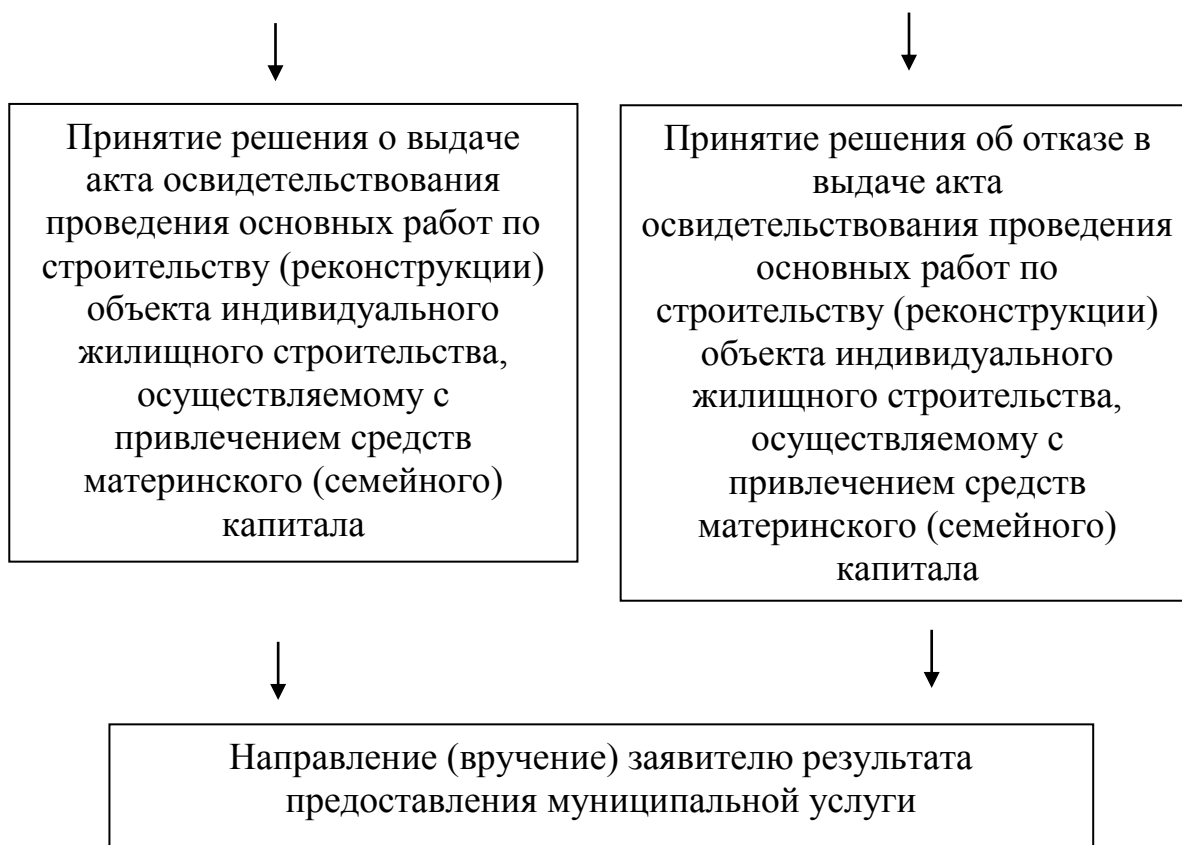 Принятие решения о выдаче
акта освидетельствования
проведения основных работ по
строительству (реконструкции)
объекта индивидуального
жилищного строительства,
осуществляемому с
привлечением средств
материнского (семейного)
капитала
Принятие решения об отказе в
выдаче акта
освидетельствования проведения
основных работ по
строительству (реконструкции)
объекта индивидуального
жилищного строительства,
осуществляемому с
привлечением средств
материнского (семейного)
капитала
Направление (вручение) заявителю результата
предоставления муниципальной услуги